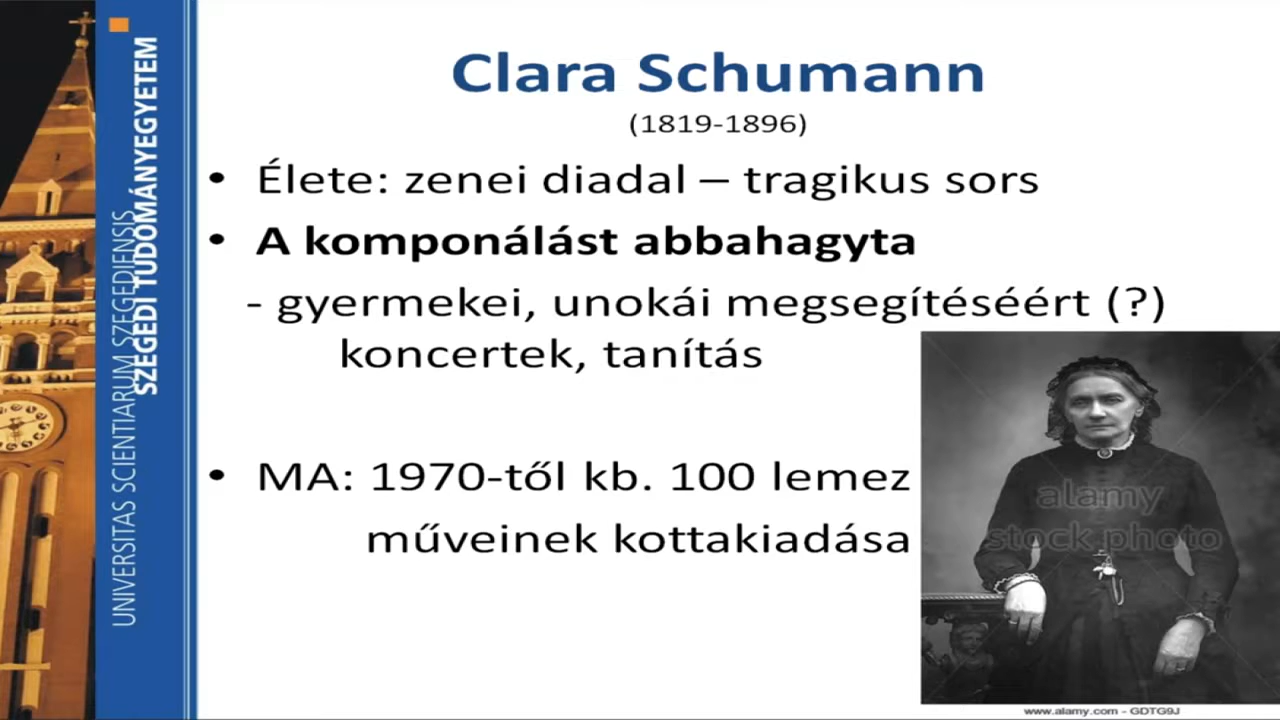 UNIVERSITAS SCIENTIARUM SZEGEDIENSIS
SZEGEDI TUDOMÁNYEGYETEM
Clara Schumann
(1819-1896)
• Élete: zenei diadal – tragikus sors
• A komponálást abbahagyta
- gyermekei, unokái megsegítéséért (?)
koncertek, tanítás
• MA: 1970-től kb. 100 lemez
műveinek kottakiadása
alamy
stock photo
www.alamy.com - GDTG9J